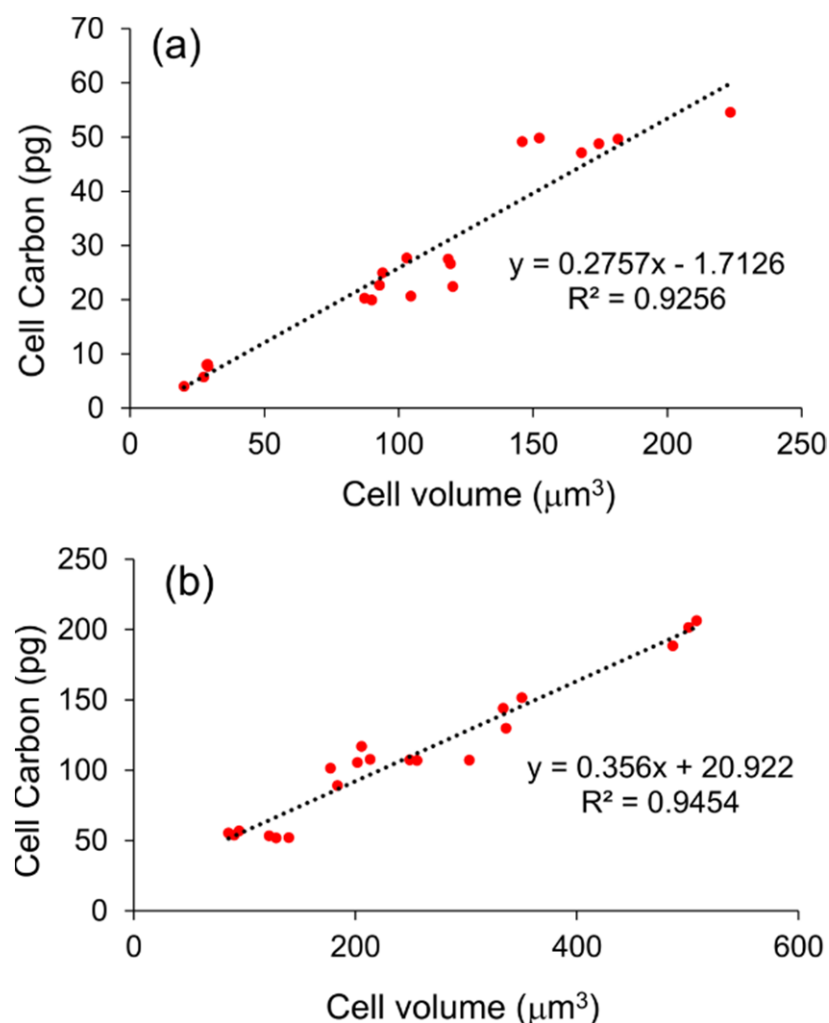 (a)
70
60
50
40
30
20
10
0
Cell Carbon (pg)
y = 0.2757x - 1.7126
R² = 0.9256
0 50 100 150 200 250
Cell volume (μm³)
(b)
250
200
150
100
50
0
Cell Carbon (pg)
y = 0.356x + 20.922
R² = 0.9454
0 200 400 600
Cell volume (μm³)